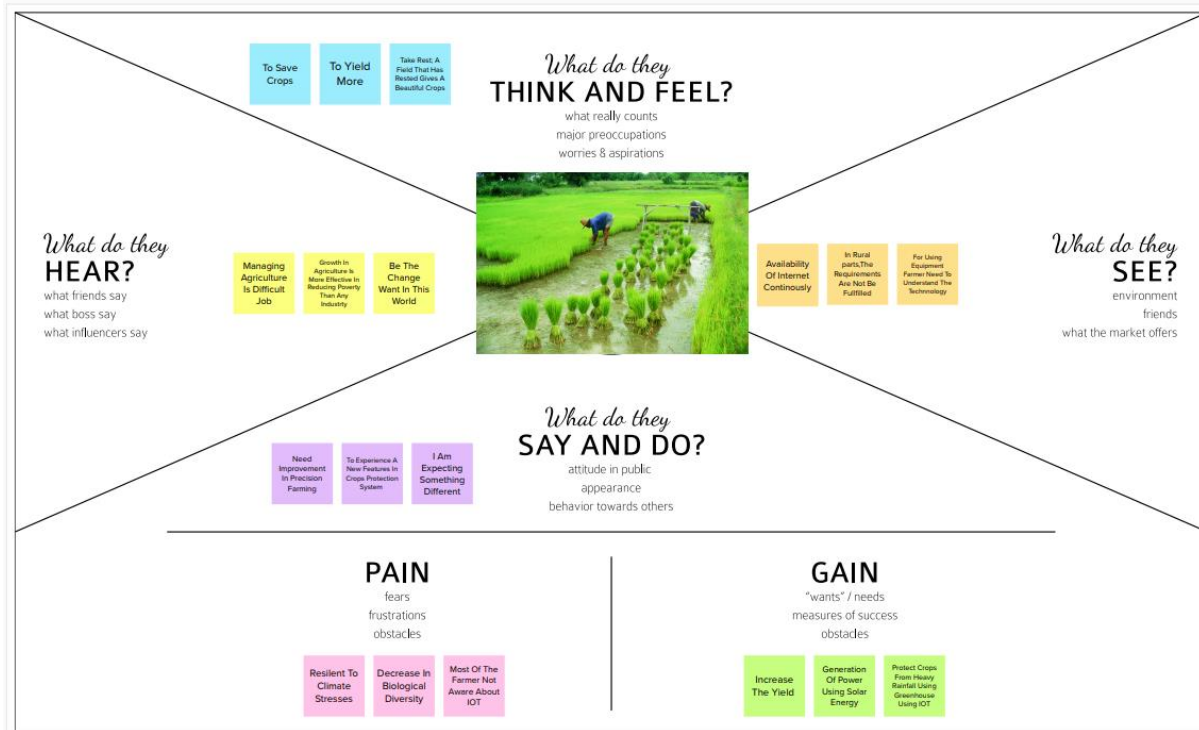 To Save
Crops
To Yield
More
Take Rest; A
Field That Has
Rested Gives A
Beautiful Crops
What do they
THINK AND FEEL?
what really counts
major preoccupations
worries & aspirations
What do they
HEAR?
what friends say
what boss say
what influencers say
Managing
Agriculture
Is Difficult
Job
Growth In
Agriculture Is
More Effective In
Reducing Poverty
Than Any
Industrty
Be The
Change
Want In This
World
Availability
Of Internet
Continously
In Rural
parts,The
Requirements
Are Not Be
Fullfilled
For Using
Equipment
Farmer Need To
Understand The
Technnology
What do they
SEE?
environment
friends
what the market offers
What do they
SAY AND DO?
attitude in public
appearance
behavior towards others
Need
Improvement
In Precision
Farming
To Experience A
New Features In
Crops Protection
System
I Am
Expecting
Something
Different
PAIN
fears
frustrations
obstacles
Resilent To
Climate
Stresses
Decrease In
Biological
Diversity
Most Of The
Farmer Not
Aware About
IOT
GAIN
"wants" / needs
measures of success
obstacles
Increase
The Yield
Generation
Of Power
Using Solar
Energy
Protect Crops
From Heavy
Rainfall Using
Greenhouse
Using IOT